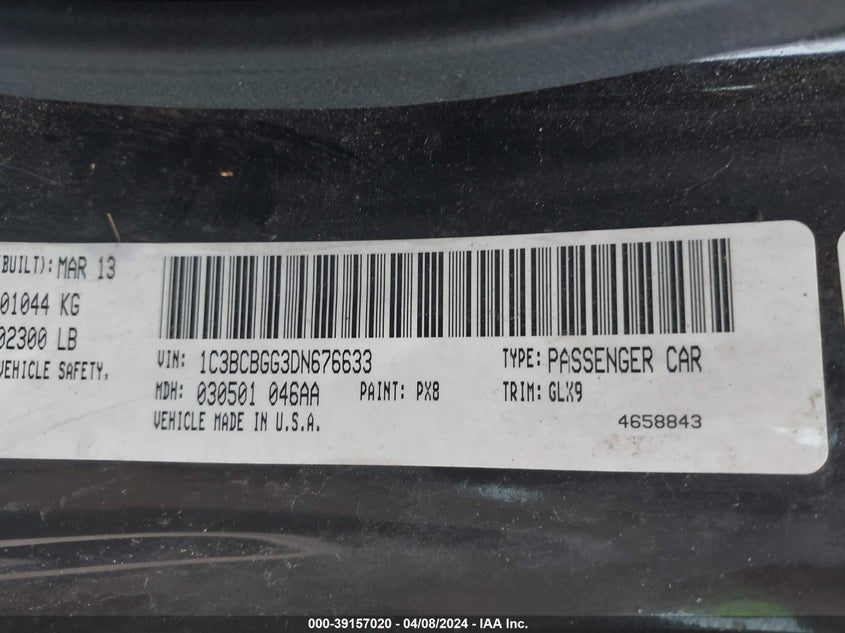 (BUILT): MAR 13
01044 KG
02300 LB
VEHICLE SAFETY,
VIN: 1C3BCBGG3DN676633 TYPE: PASSENGER CAR
MDH: 030501 046AA PAINT: PX8 TRIM: GLX9
VEHICLE MADE IN U.S.A. 4658843
000-39157020 - 04/08/2024 - IAA Inc.